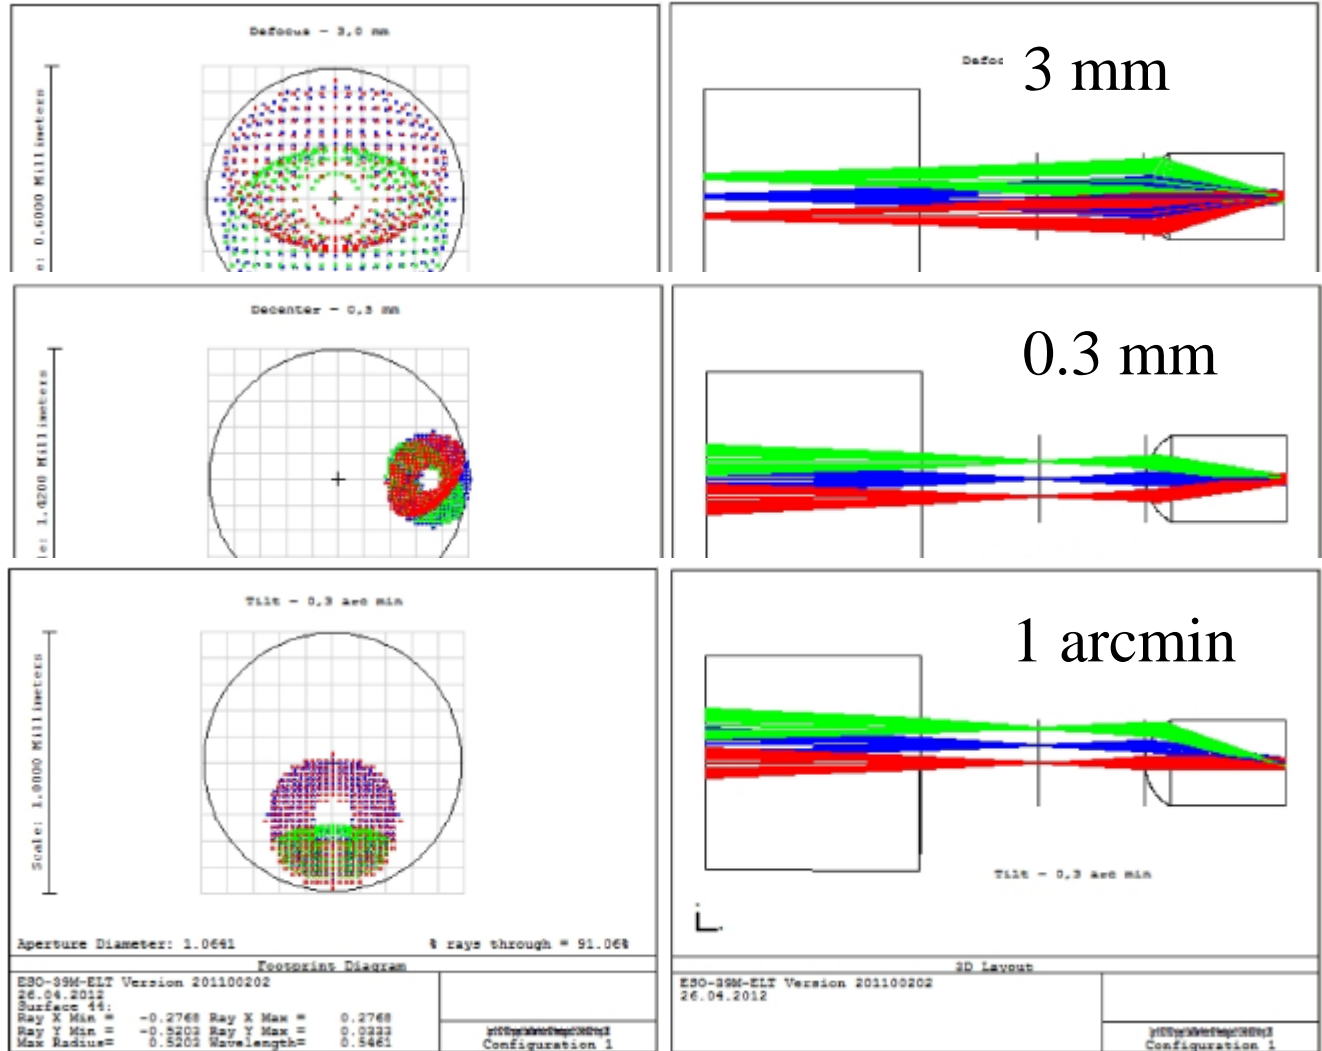 Defocus - 3,0 mm
0.6000 Millimeters
3 mm
Decenter - 0,3 mm
Millimeters
0.3 mm
Tilt - 0,3 arc min
Scale: 1.0000 Millimeters
1 arcmin
Tilt - 0,3 arc min
Aperture Diameter: 1.0641
% rays through = 91.06%
Footprint Diagram
ESO-39M-ELT Version 201100202
26.04.2012
Surface 44:
Ray X Min = -0.2768 Ray X Max = 0.2768
Ray Y Min = -0.5203 Ray Y Max = 0.0333
Max Radius= 0.5203 Wavelength= 0.5461
Configuration 1
3D Layout
ESO-39M-ELT Version 201100202
26.04.2012
Configuration 1